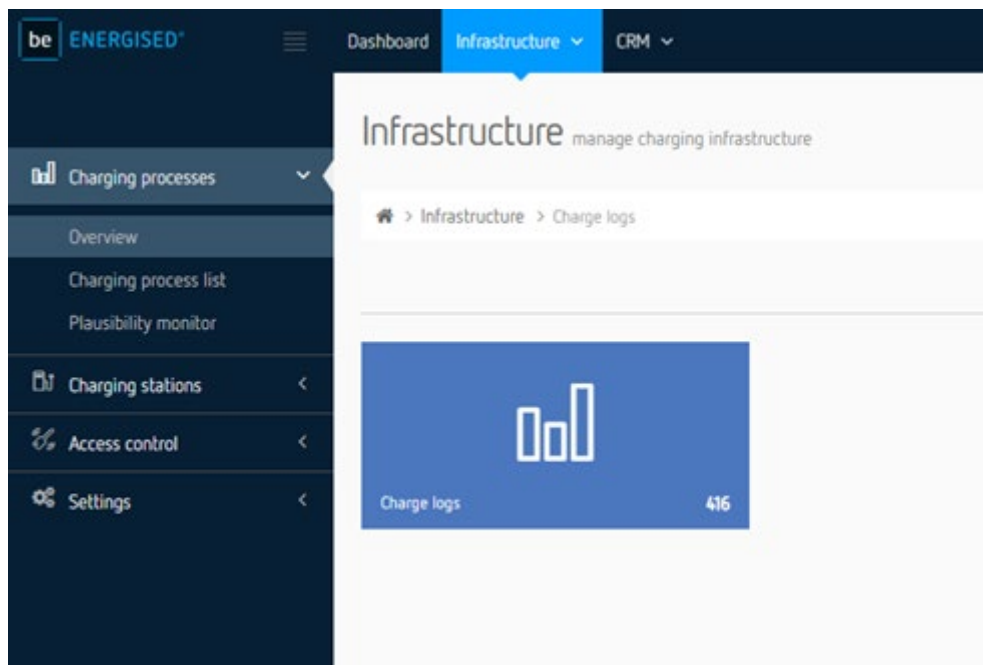 be ENERGISED®
Dashboard Infrastructure CRM
Infrastructure manage charging infrastructure
Charging processes
> Infrastructure > Charge logs
Overview
Charging process list
Plausibility monitor
Charging stations
Access control
Settings
Charge logs 416